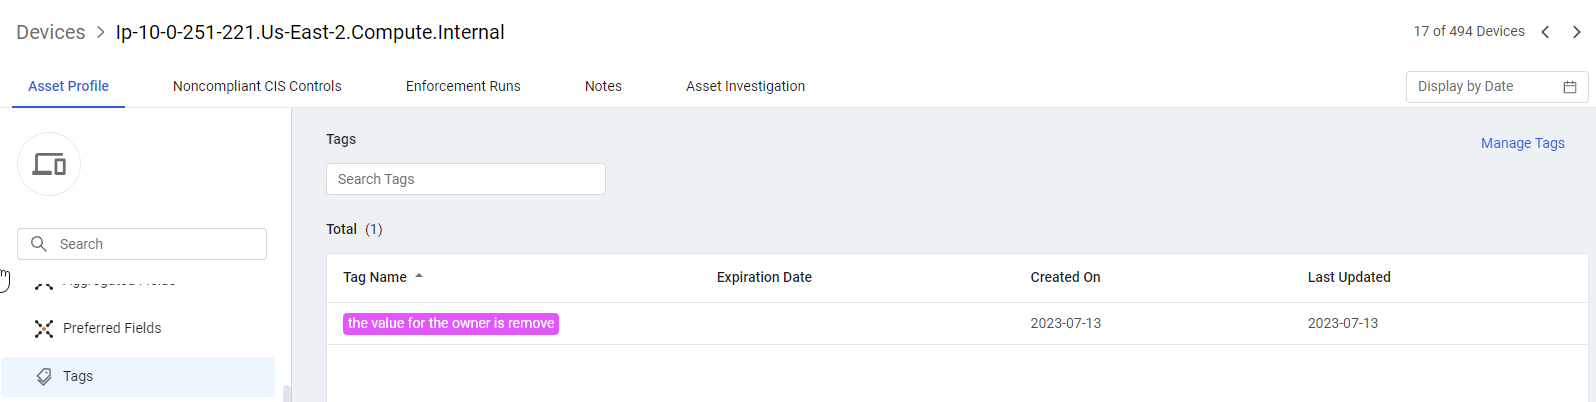 Devices > Ip-10-0-251-221.Us-East-2.Compute.Internal
17 of 494 Devices
Asset Profile
Noncompliant CIS Controls
Enforcement Runs
Notes
Asset Investigation
Display by Date
Search
Aggregated Fields
Preferred Fields
Tags
Tags
Manage Tags
Search Tags
Total (1)
Tag Name Expiration Date Created On Last Updated
the value for the owner is remove 2023-07-13 2023-07-13